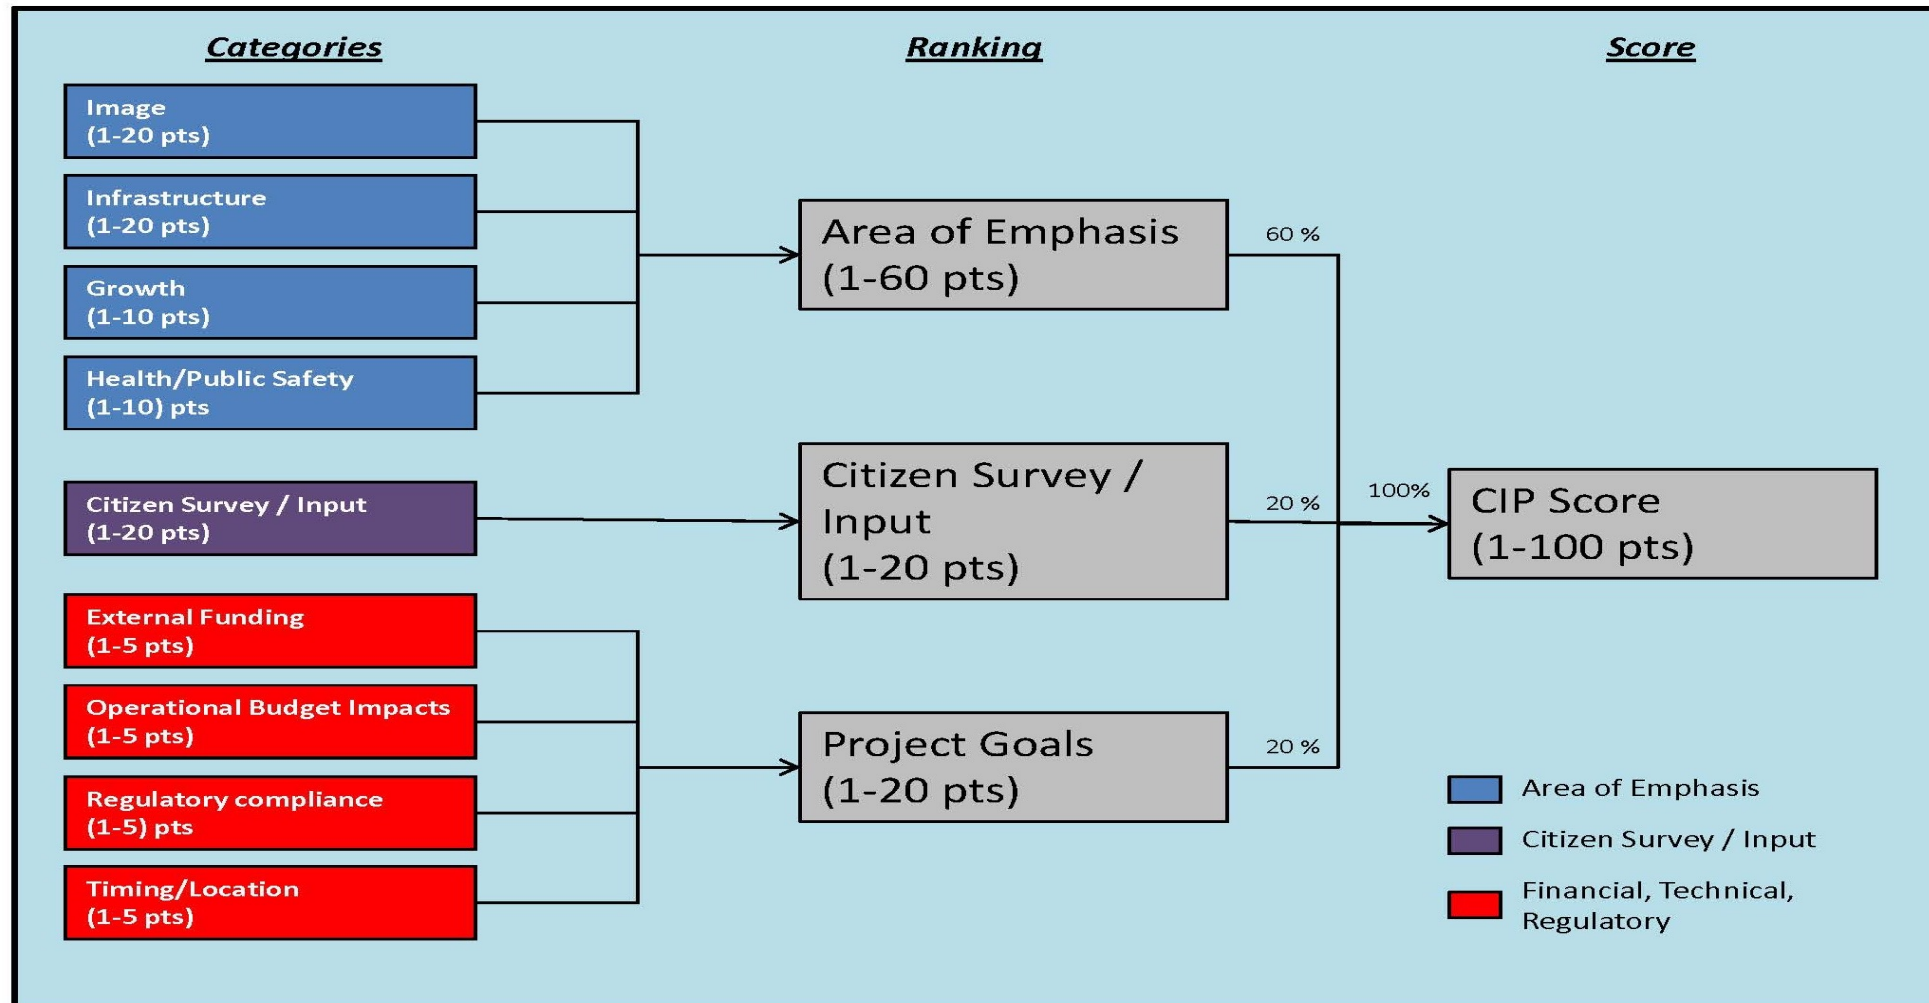 Categories
Ranking
Score
Image
(1-20 pts)
Infrastructure
(1-20 pts)
Growth
(1-10 pts)
Health/Public Safety
(1-10) pts
Citizen Survey / Input
(1-20 pts)
External Funding
(1-5 pts)
Operational Budget Impacts
(1-5 pts)
Regulatory compliance
(1-5) pts
Timing/Location
(1-5 pts)
Area of Emphasis
(1-60 pts)
Citizen Survey /
Input
(1-20 pts)
Project Goals
(1-20 pts)
60 %
20 %
20 %
100%
CIP Score
(1-100 pts)
Area of Emphasis
Citizen Survey / Input
Financial, Technical,
Regulatory